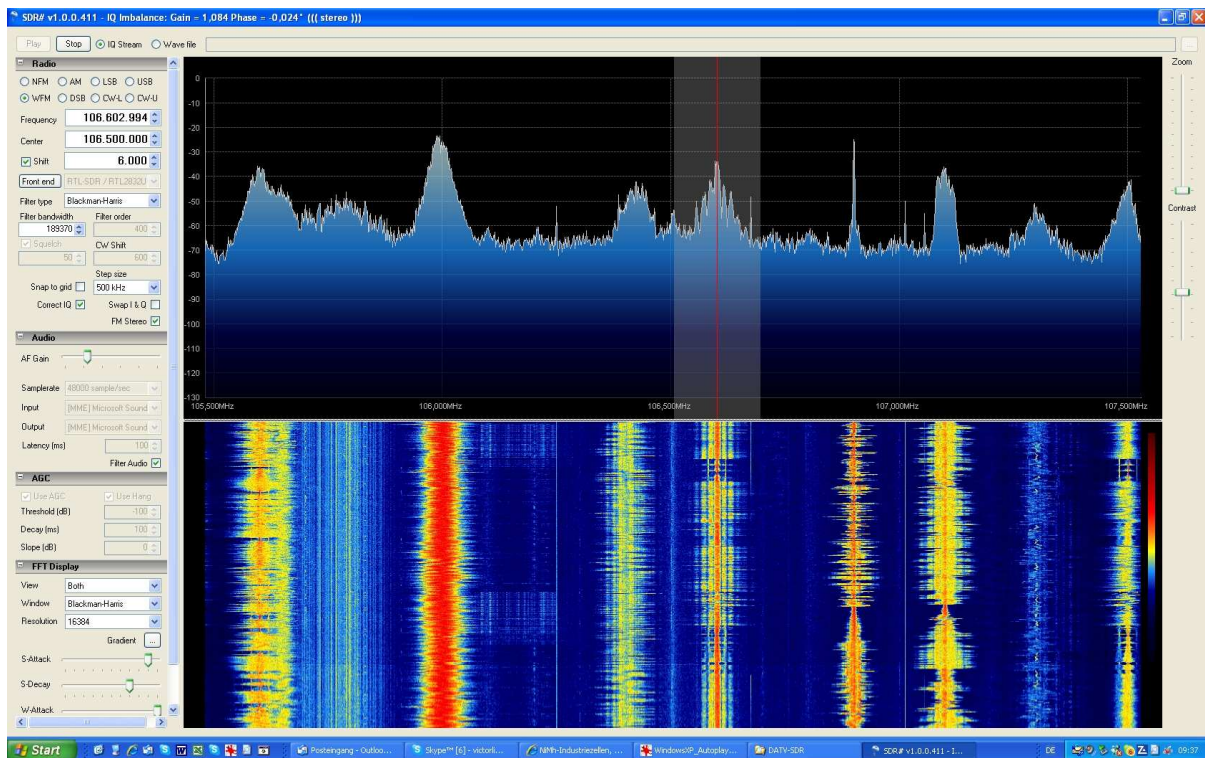 SDR# v1.0.0.411 - IQ Imbalance: Gain = 1,084 Phase = -0,024° ((( stereo )))
Play Stop IQ Stream Wave file ...
Radio
NFM AM LSB USB
WFM DSB CW-L CW-U
Frequency 106.602.994
Center 106.500.000
Shift 6.000
Front end RTL-SDR / RTL2832U
Filter type Blackman-Harris
Filter bandwidth Filter order
189370 400
Squelch CW Shift
50 600
Step size
Snap to grid 500 kHz
Correct IQ Swap I & Q
FM Stereo
Audio
AF Gain
Samplerate 48000 sample/sec
Input [MME] Microsoft Sound
Output [MME] Microsoft Sound
Latency (ms) 100
Filter Audio
AGC
Use AGC Use Hang
Threshold (dB) -100
Decay (ms) 100
Slope (dB) 0
FFT Display
View Both
Window Blackman-Harris
Resolution 16384
Gradient ...
S-Attack
S-Decay
W-Attack
0
-10
-20
-30
-40
-50
-60
-70
-80
-90
-100
-110
-120
-130
105,500MHz 106,000MHz 106,500MHz 107,000MHz 107,500MHz
Zoom
Contrast
Start Posteingang - Outloo... Skype™ [6] - victorli... NiMh-Industriezellen, ... WindowsXP_Autoplay... DATV-SDR SDR# v1.0.0.411 - I... DE 09:37